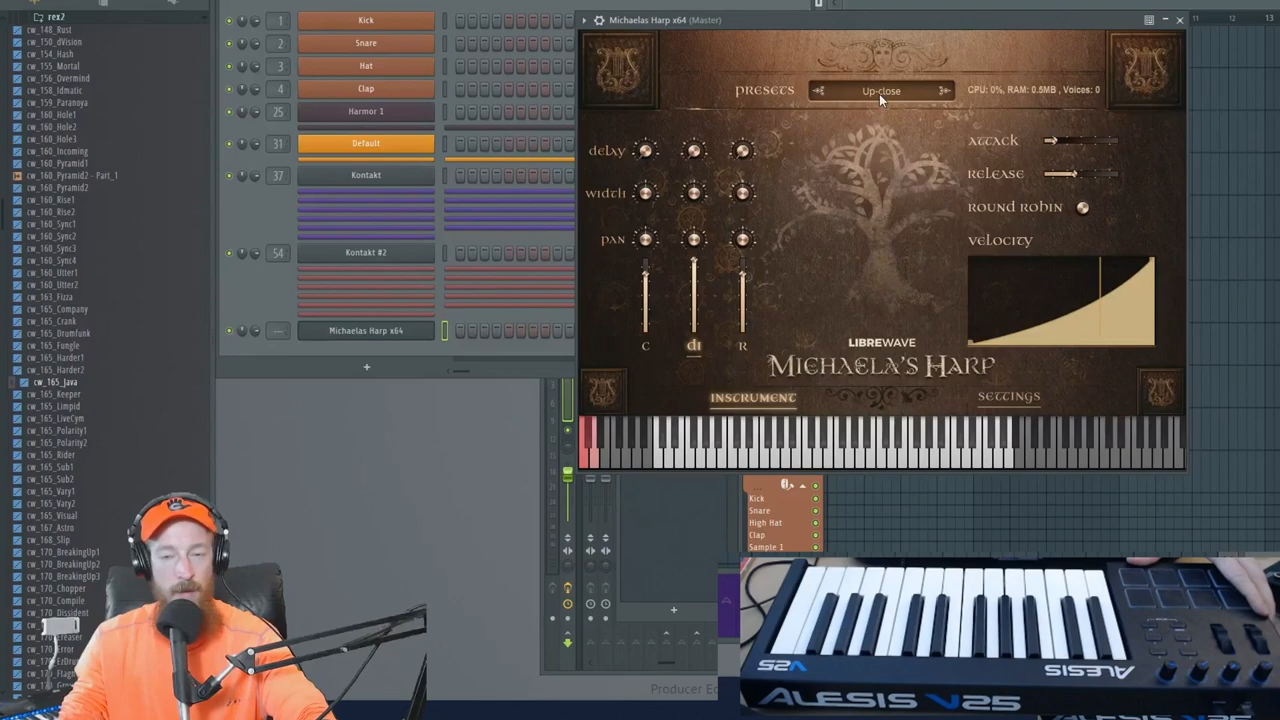 rex2
cw_148_Rust
cw_150_dVision
cw_154_Hash
cw_155_Mortal
cw_156_Overmind
cw_158_Idmatic
cw_159_Paranoya
cw_160_Hole1
cw_160_Hole2
cw_160_Hole3
cw_160_Incoming
cw_160_Pyramid1
cw_160_Pyramid2 - Part_1
cw_160_Pyramid2
cw_160_Rise1
cw_160_Rise2
cw_160_Sync1
cw_160_Sync2
cw_160_Sync3
cw_160_Sync4
cw_160_Utter1
cw_160_Utter2
cw_163_Fizza
cw_165_Company
cw_165_Crank
cw_165_Drumfunk
cw_165_Fungle
cw_165_Harder1
cw_165_Harder2
cw_165_Java
cw_165_Keeper
cw_165_Limpid
cw_165_LiveCym
cw_165_Polarity1
cw_165_Polarity2
cw_165_Rider
cw_165_Sub1
cw_165_Sub2
cw_165_Vary1
cw_165_Vary2
cw_165_Visual
cw_167_Astro
cw_168_Slip
cw_170_BreakingUp1
cw_170_BreakingUp2
cw_170_BreakingUp3
cw_170_Chopper
cw_170_Compile
cw_170_Dissident
1 Kick
2 Snare
3 Hat
4 Clap
25 Harmor 1
31 Default
37 Kontakt
54 Kontakt #2
--- Michaelas Harp x64
+
Michaelas Harp x64 (Master)
PRESETS
Up-close
CPU: 0%, RAM: 0.5MB , Voices: 0
DELAY
WIDTH
PAN
C
DI
R
ATTACK
RELEASE
ROUND ROBIN
VELOCITY
LIBREWAVE
MICHAELA'S HARP
INSTRUMENT
SETTINGS
11 12 13
Kick
Snare
High Hat
Clap
Sample 1
+
Producer Ed
V25
ALESIS
ALESIS V25